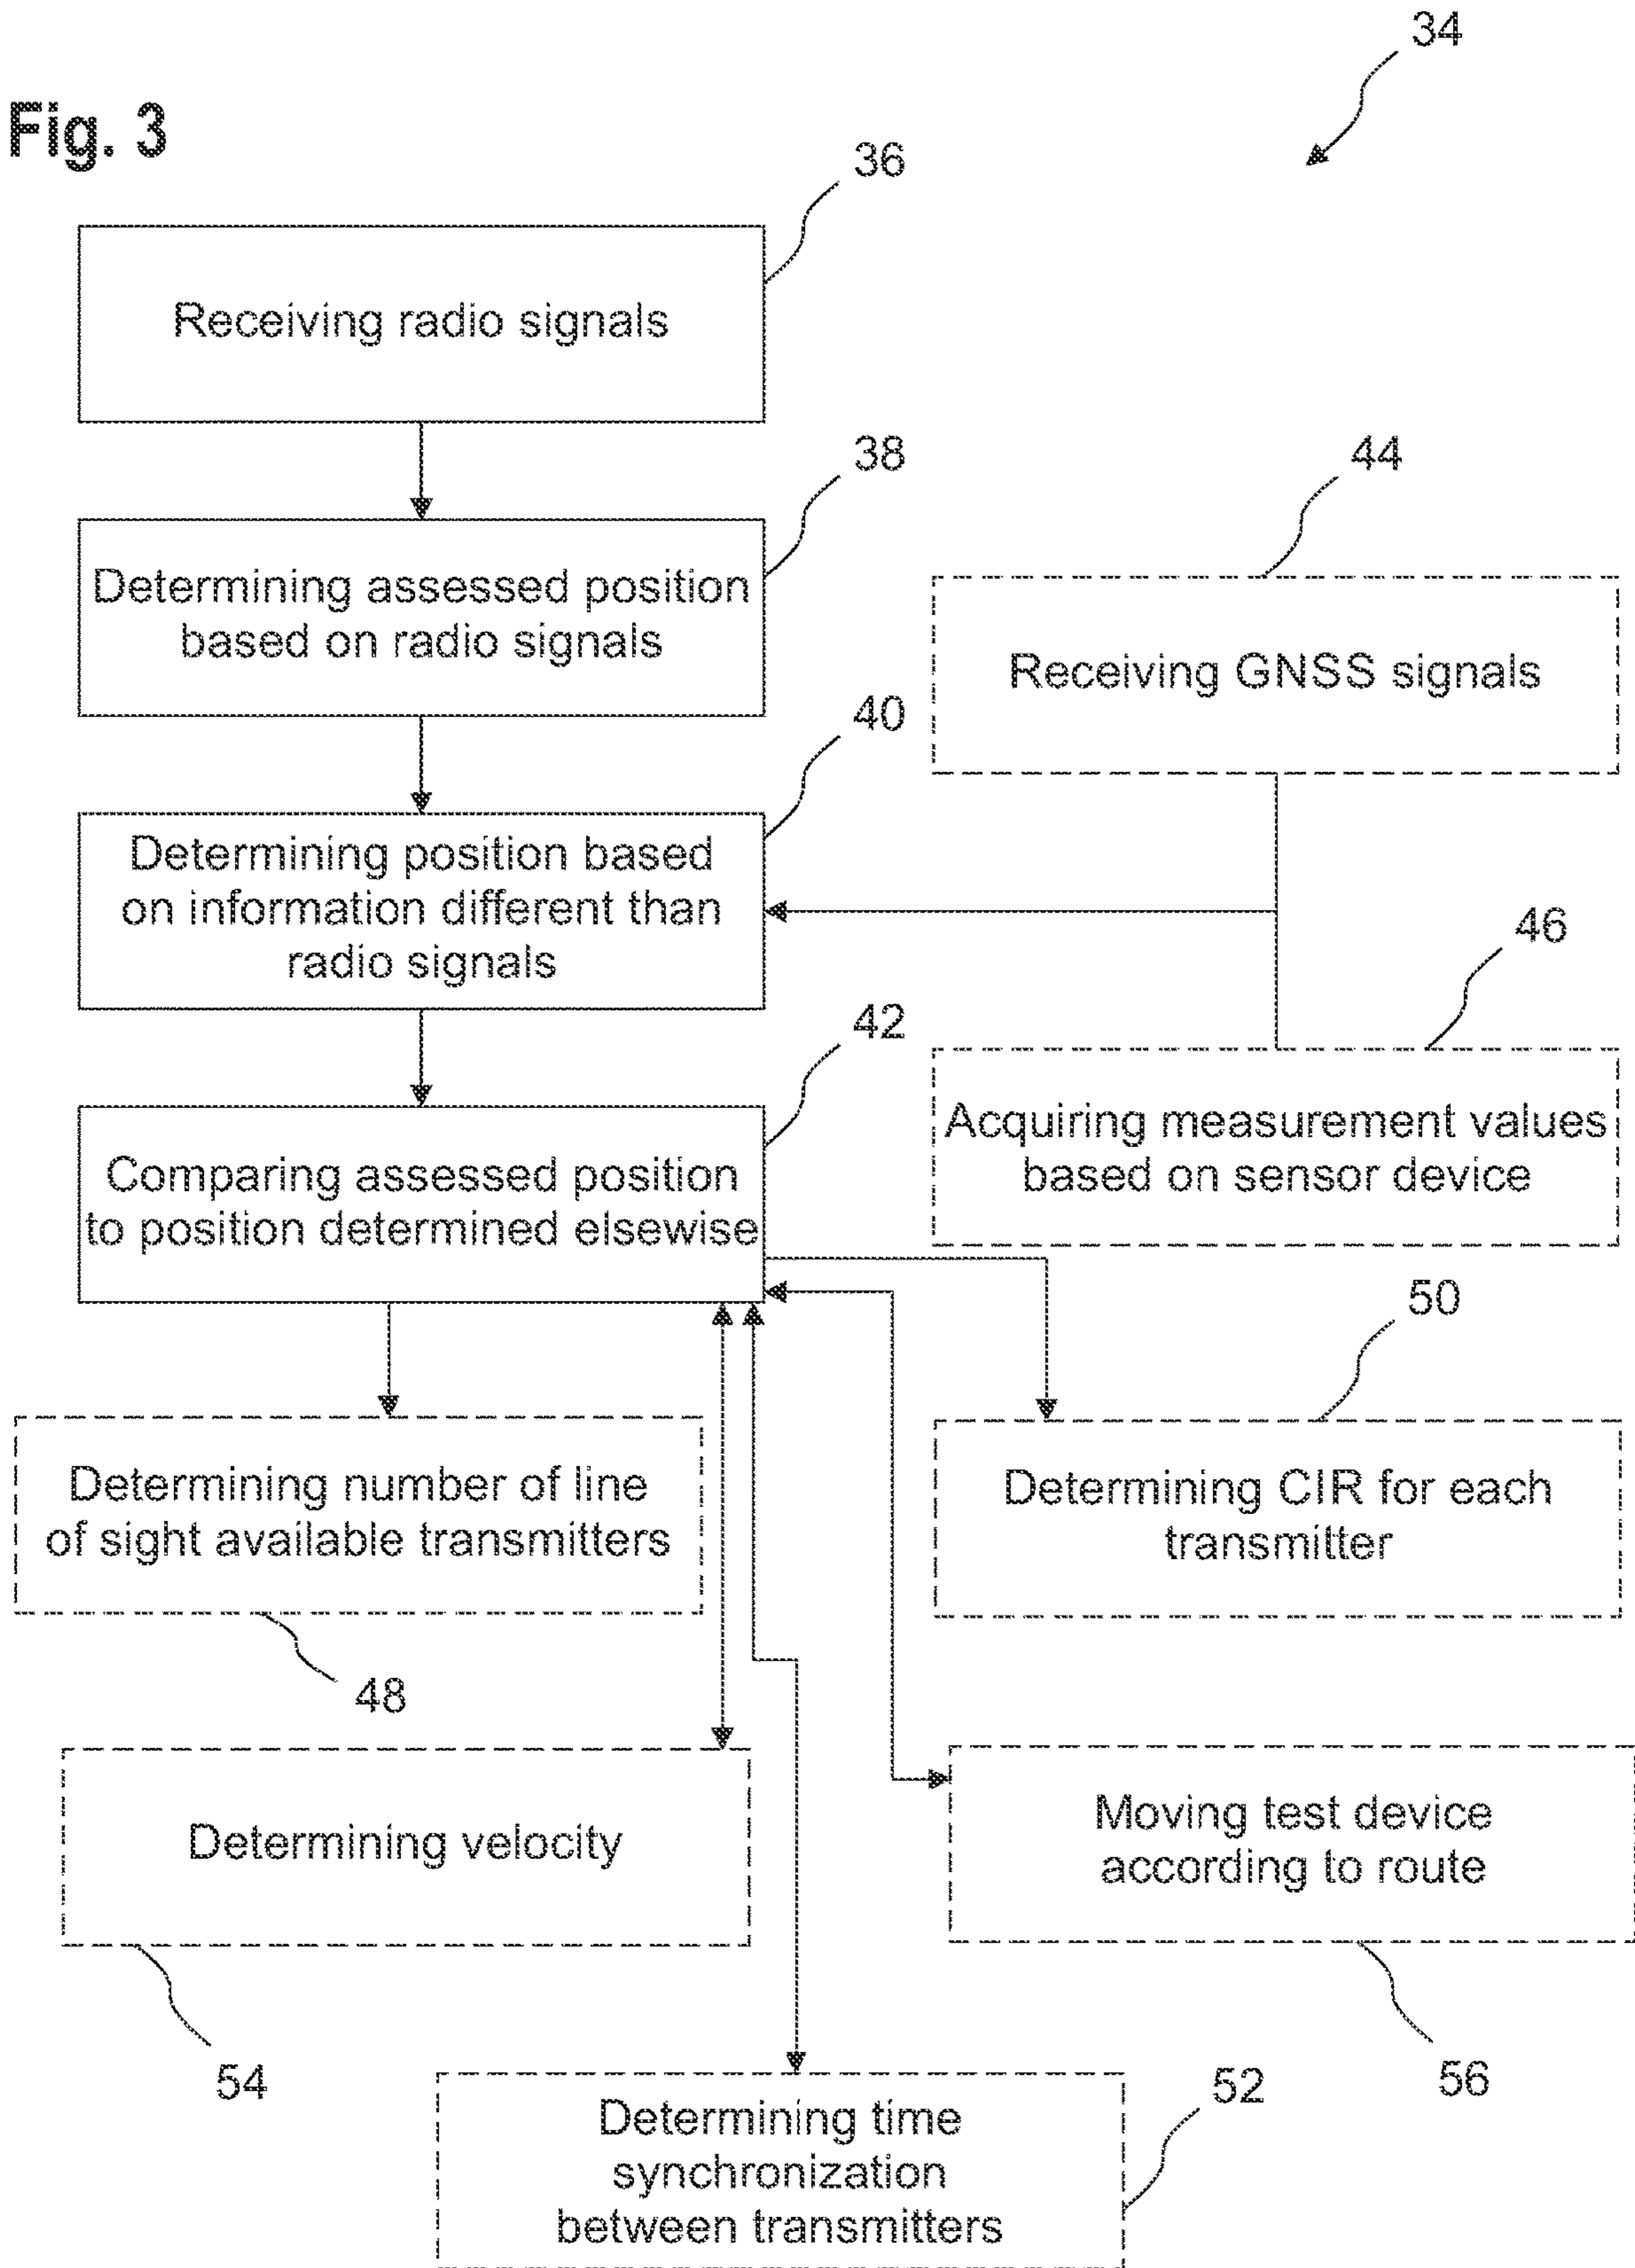 34
Fig. 3
36
Receiving radio signals
38
Determining assessed position
based on radio signals
44
Receiving GNSS signals
40
Determining position based
on information different than
radio signals
46
Acquiring measurement values
based on sensor device
42
Comparing assessed position
to position determined elsewise
50
Determining CIR for each
transmitter
Determining number of line
of sight available transmitters
48
Determining velocity
54
Moving test device
according to route
56
52
Determining time
synchronization
between transmitters